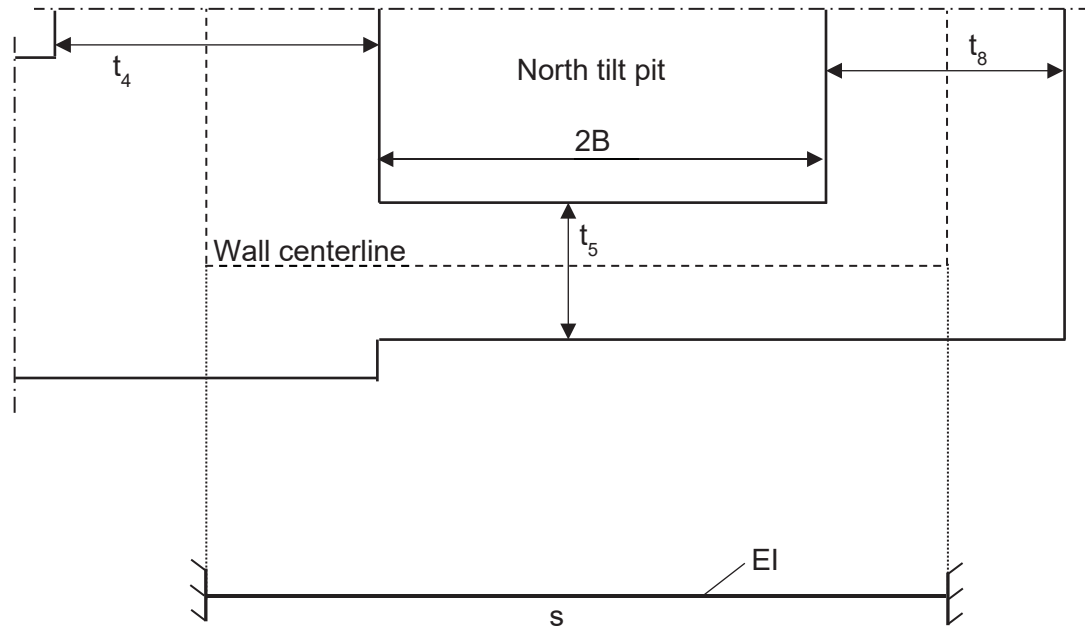 t₄
North tilt pit
t₈
2B
t₅
Wall centerline
EI
s